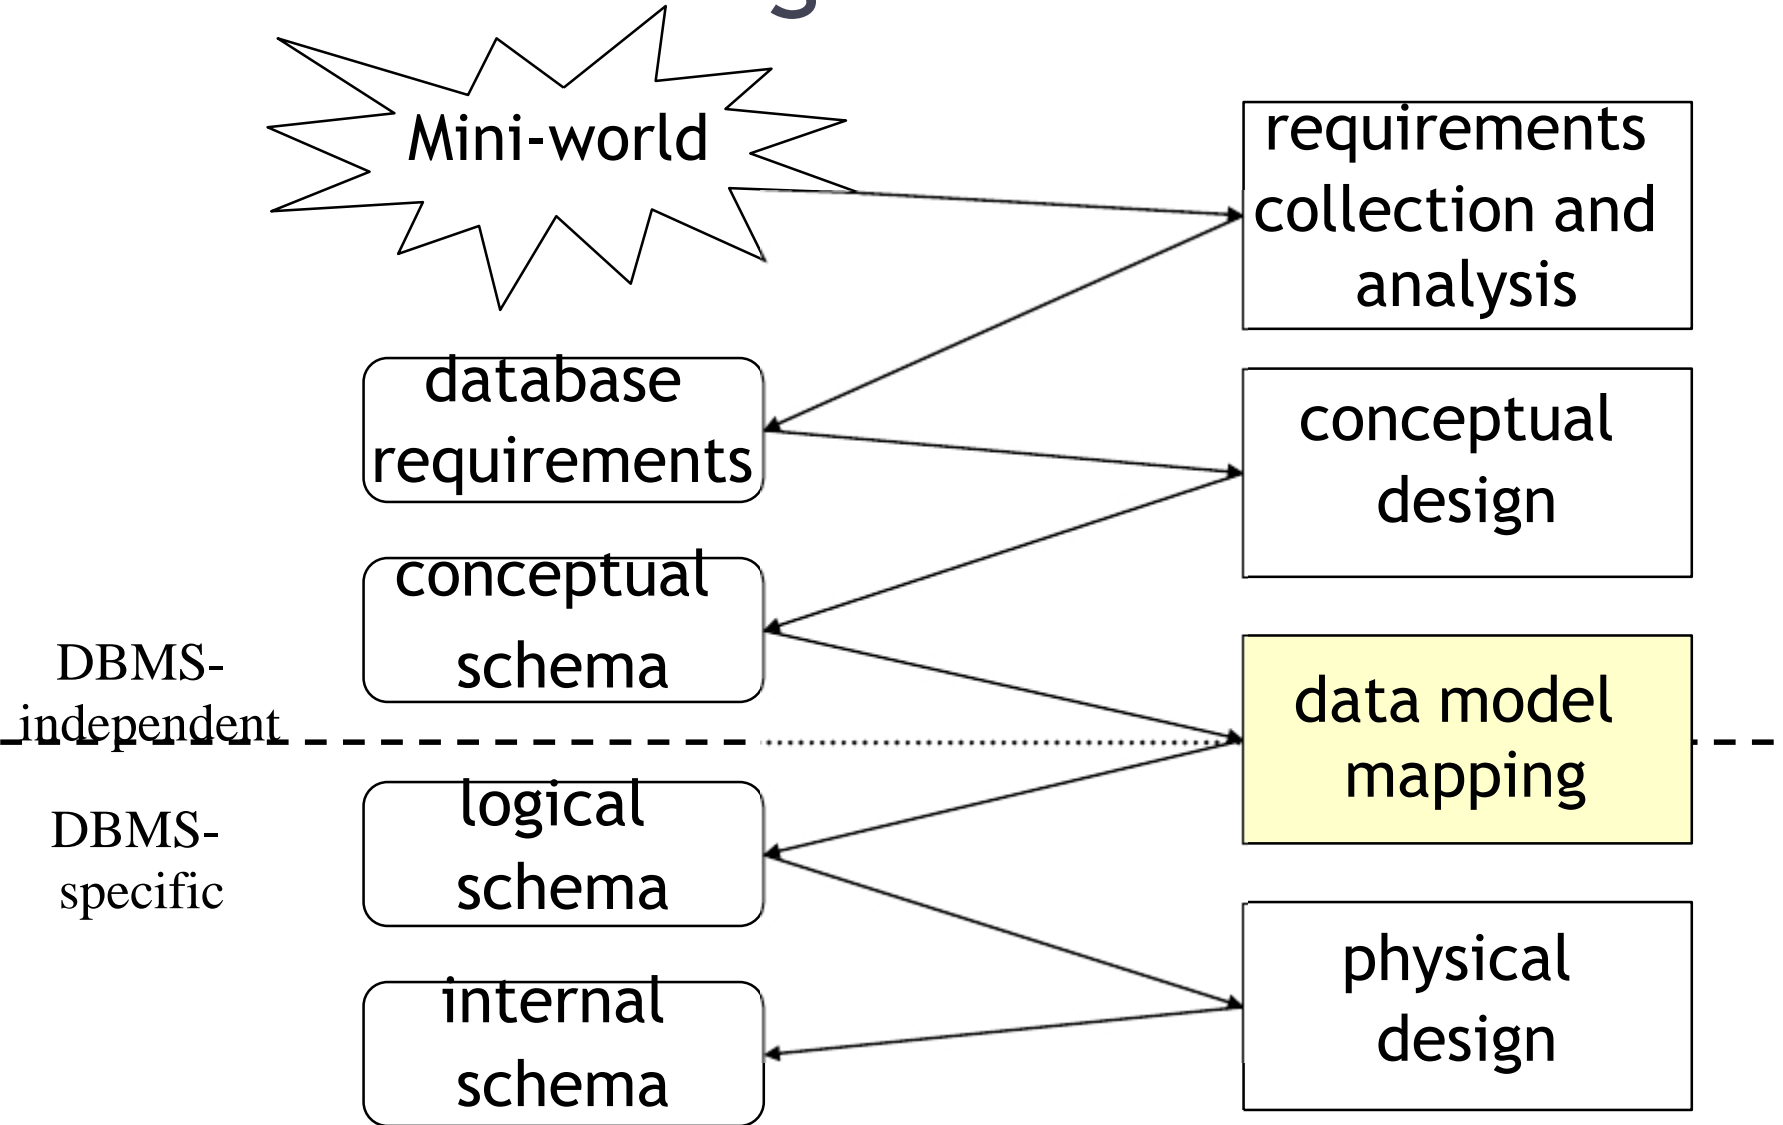 Mini-world
requirements
collection and
analysis
database
requirements
conceptual
design
conceptual
schema
DBMS-
independent
data model
mapping
logical
schema
DBMS-
specific
physical
design
internal
schema